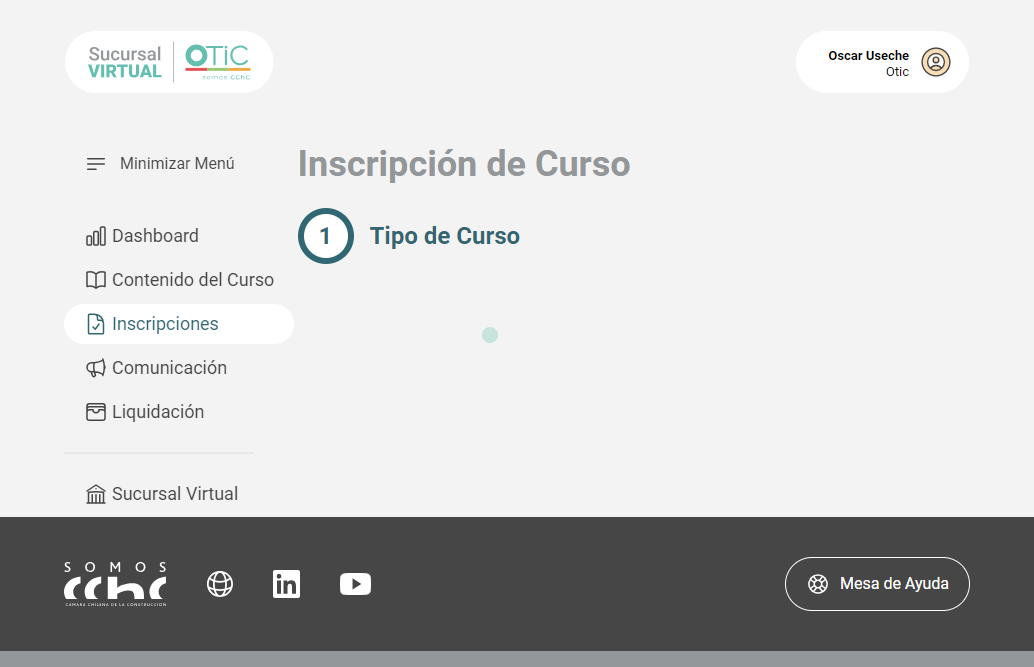 Sucursal
VIRTUAL
OTIC
somos cchc
Oscar Useche
Otic
Minimizar Menú
Inscripción de Curso
1
Tipo de Curso
Dashboard
Contenido del Curso
Inscripciones
Comunicación
Liquidación
Sucursal Virtual
SOMOS
cchc
CÁMARA CHILENA DE LA CONSTRUCCIÓN
in
Mesa de Ayuda